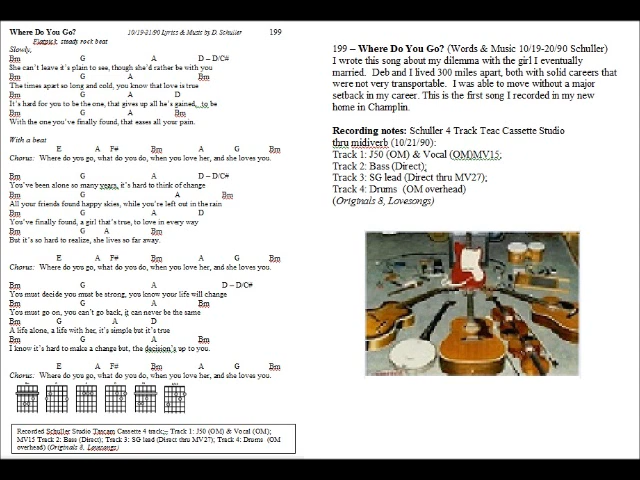 Where Do You Go? 10/19-21/90 Lyrics & Music by D. Schuller 199
Flatpick, steady rock beat
Slowly,
Bm G A D – D/C#
She can't leave it's plain to see, though she'd rather be with you
Bm G A Bm
The times apart so long and cold, you know that love is true
Bm G A D
It's hard for you to be the one, that gives up all he's gained, to be
Bm G A Bm
With the one you've finally found, that eases all your pain.
With a beat
E A F# Bm A G Bm
Chorus: Where do you go, what do you do, when you love her, and she loves you.
Bm G A D – D/C#
You've been alone so many years, it's hard to think of change
Bm G A Bm
All your friends found happy skies, while you're left out in the rain
Bm G A D
You've finally found, a girl that's true, to love in every way
Bm G A Bm
But it's so hard to realize, she lives so far away.
E A F# Bm A G Bm
Chorus: Where do you go, what do you do, when you love her, and she loves you.
Bm G A D – D/C#
You must decide you must be strong, you know your life will change
Bm G A Bm
You must go on, you can't go back, it can never be the same
Bm G A D
A life alone, a life with her, it's simple but it's true
Bm G A Bm
I know it's hard to make a change but, the decision's up to you.
E A F# Bm A G Bm
Chorus: Where do you go, what do you do, when you love her, and she loves you.
Recorded Schuller Studio Tascam Cassette 4 track;– Track 1: J50 (OM) & Vocal (OM);
MV15 Track 2: Bass (Direct); Track 3: SG lead (Direct thru MV27); Track 4: Drums (OM
overhead) (Originals 8, Lovesongs)
199 – Where Do You Go? (Words & Music 10/19-20/90 Schuller)
I wrote this song about my dilemma with the girl I eventually
married. Deb and I lived 300 miles apart, both with solid careers that
were not very transportable. I was able to move without a major
setback in my career. This is the first song I recorded in my new
home in Champlin.
Recording notes: Schuller 4 Track Teac Cassette Studio
thru midiverb (10/21/90):
Track 1: J50 (OM) & Vocal (OM)MV15;
Track 2: Bass (Direct);
Track 3: SG lead (Direct thru MV27);
Track 4: Drums (OM overhead)
(Originals 8, Lovesongs)